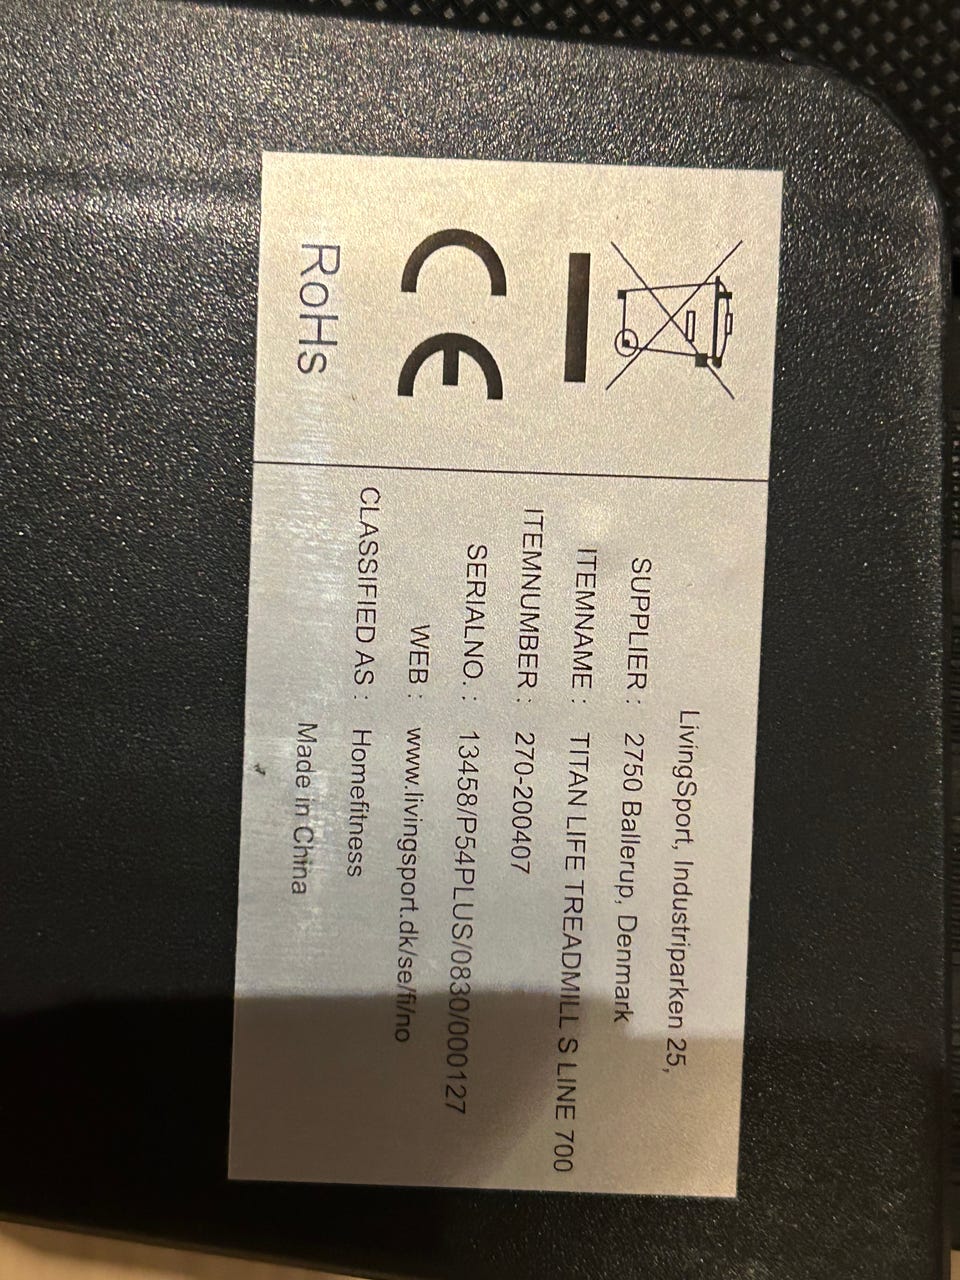 CE
RoHs
LivingSport, Industriparken 25,
SUPPLIER : 2750 Ballerup, Denmark
ITEMNAME : TITAN LIFE TREADMILL S LINE 700
ITEMNUMBER : 270-200407
SERIALNO. : 13458/P54PLUS/0830/000127
WEB : www.livingsport.dk/se/fi/no
CLASSIFIED AS : Homefitness
Made in China